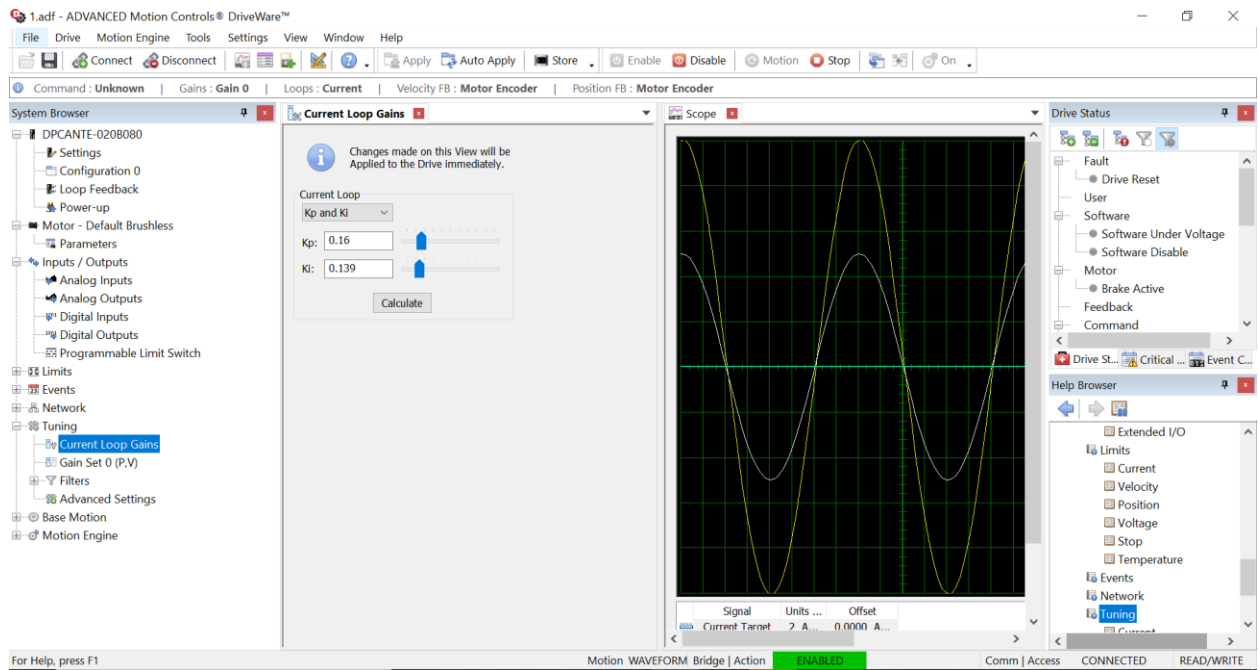 1.adf - ADVANCED Motion Controls® DriveWare™
File Drive Motion Engine Tools Settings View Window Help
Connect Disconnect Apply Auto Apply Store Enable Disable Motion Stop On
Command : Unknown | Gains : Gain 0 | Loops : Current | Velocity FB : Motor Encoder | Position FB : Motor Encoder
System Browser
DPCANTE-020B080
Settings
Configuration 0
Loop Feedback
Power-up
Motor - Default Brushless
Parameters
Inputs / Outputs
Analog Inputs
Analog Outputs
Digital Inputs
Digital Outputs
Programmable Limit Switch
Limits
Events
Network
Tuning
Current Loop Gains
Gain Set 0 (P,V)
Filters
Advanced Settings
Base Motion
Motion Engine
Current Loop Gains
Changes made on this View will be
Applied to the Drive immediately.
Current Loop
Kp and Ki
Kp: 0.16
Ki: 0.139
Calculate
Scope
Signal Units ... Offset
Current Target 2 A... 0.0000 A...
Drive Status
Fault
Drive Reset
User
Software
Software Under Voltage
Software Disable
Motor
Brake Active
Feedback
Command
Drive St... Critical ... Event C...
Help Browser
Extended I/O
Limits
Current
Velocity
Position
Voltage
Stop
Temperature
Events
Network
Tuning
Current
For Help, press F1 Motion WAVEFORM Bridge | Action ENABLED Comm | Access CONNECTED READ/WRITE